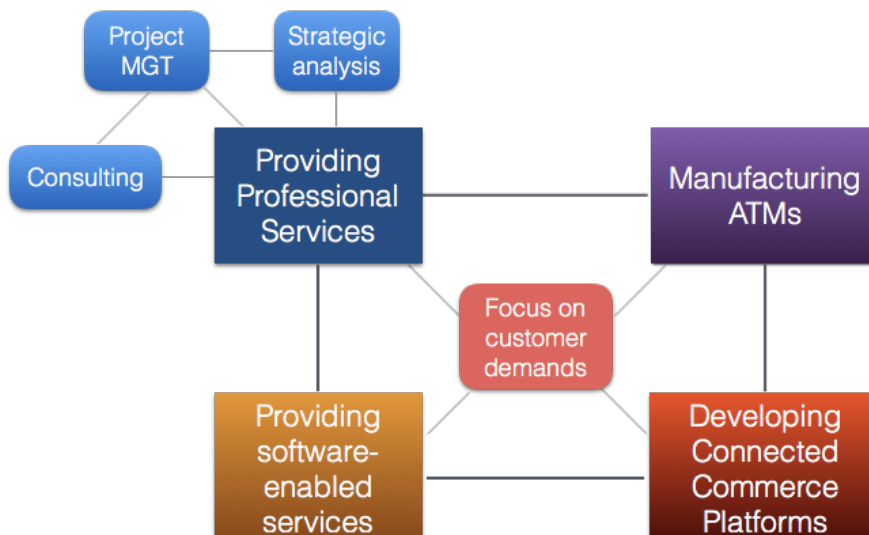 Project
MGT
Strategic
analysis
Consulting
Providing
Professional
Services
Manufacturing
ATMs
Focus on
customer
demands
Providing
software-
enabled
services
Developing
Connected
Commerce
Platforms